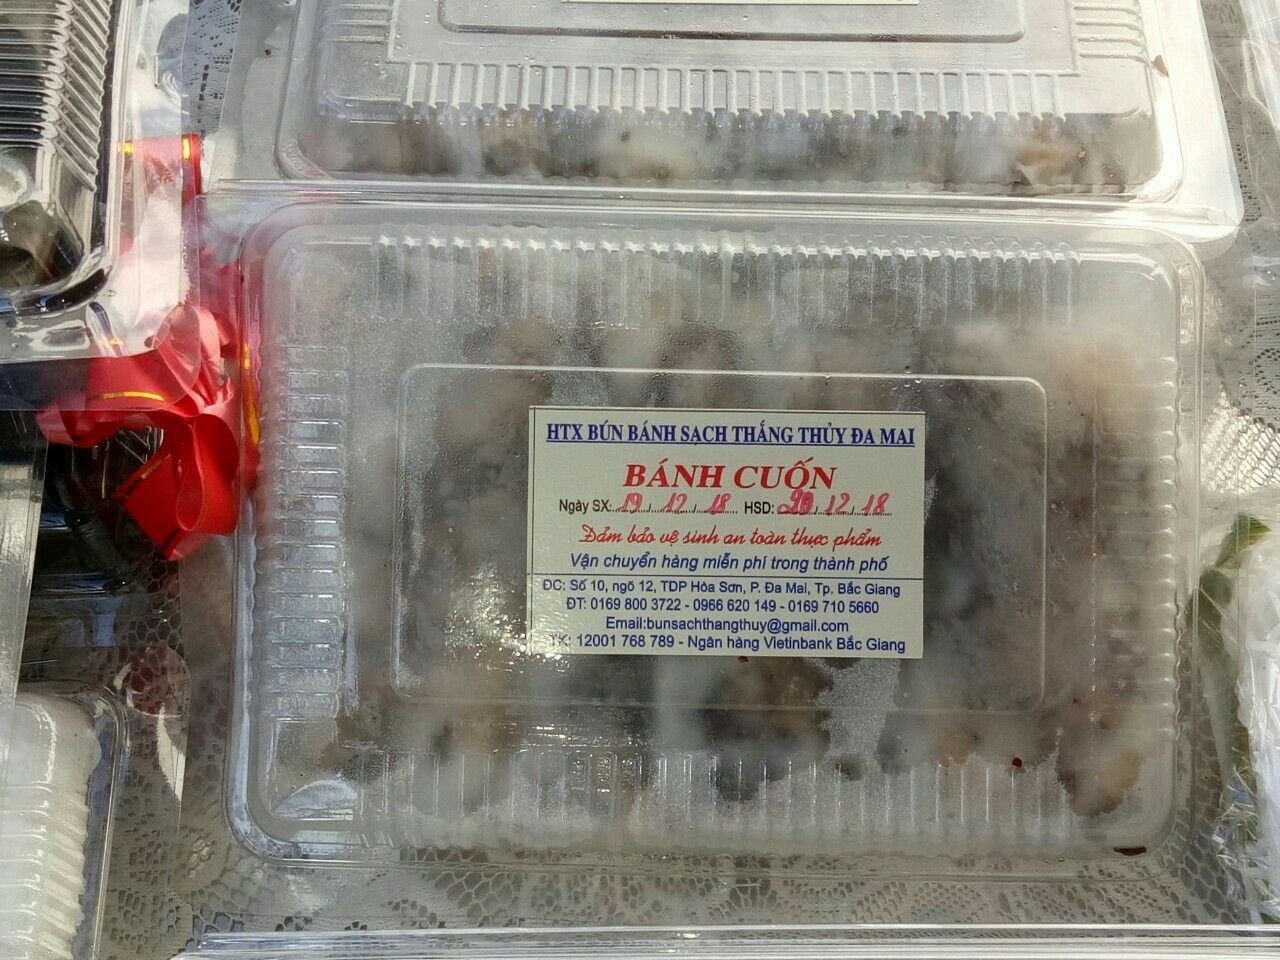 HTX BÚN BÁNH SẠCH THẮNG THỦY ĐA MAI
BÁNH CUỐN
Ngày SX: 19/12/18 HSD: 20/12/18
Đảm bảo vệ sinh an toàn thực phẩm
Vận chuyển hàng miễn phí trong thành phố
ĐC: Số 10, ngõ 12, TDP Hòa Sơn, P. Đa Mai, Tp. Bắc Giang
ĐT: 0169 800 3722 - 0966 620 149 - 0169 710 5660
Email:bunsachthangthuy@gmail.com
TK: 12001 768 789 - Ngân hàng Vietinbank Bắc Giang